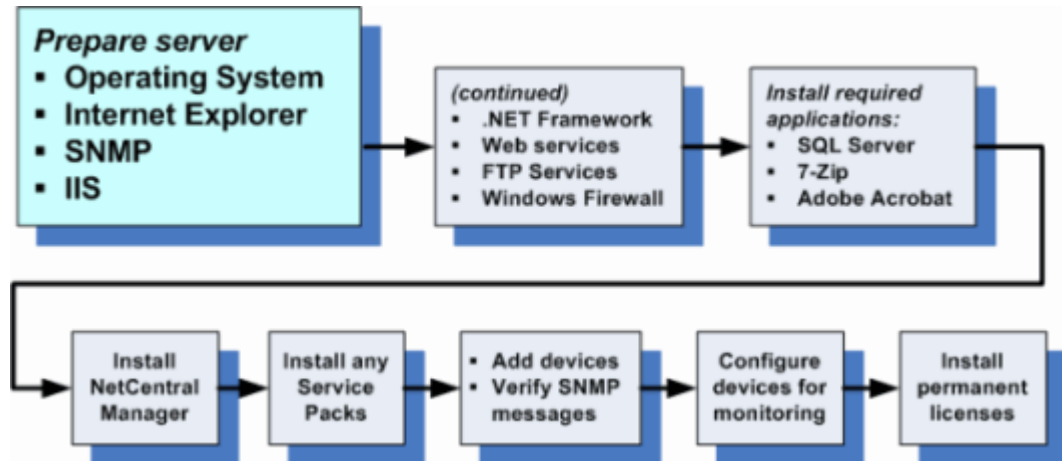 Prepare server
▪ Operating System
▪ Internet Explorer
▪ SNMP
▪ IIS
(continued)
▪ .NET Framework
▪ Web services
▪ FTP Services
▪ Windows Firewall
Install required
applications:
▪ SQL Server
▪ 7-Zip
▪ Adobe Acrobat
Install
NetCentral
Manager
Install any
Service
Packs
▪ Add devices
▪ Verify SNMP
messages
Configure
devices for
monitoring
Install
permanent
licenses